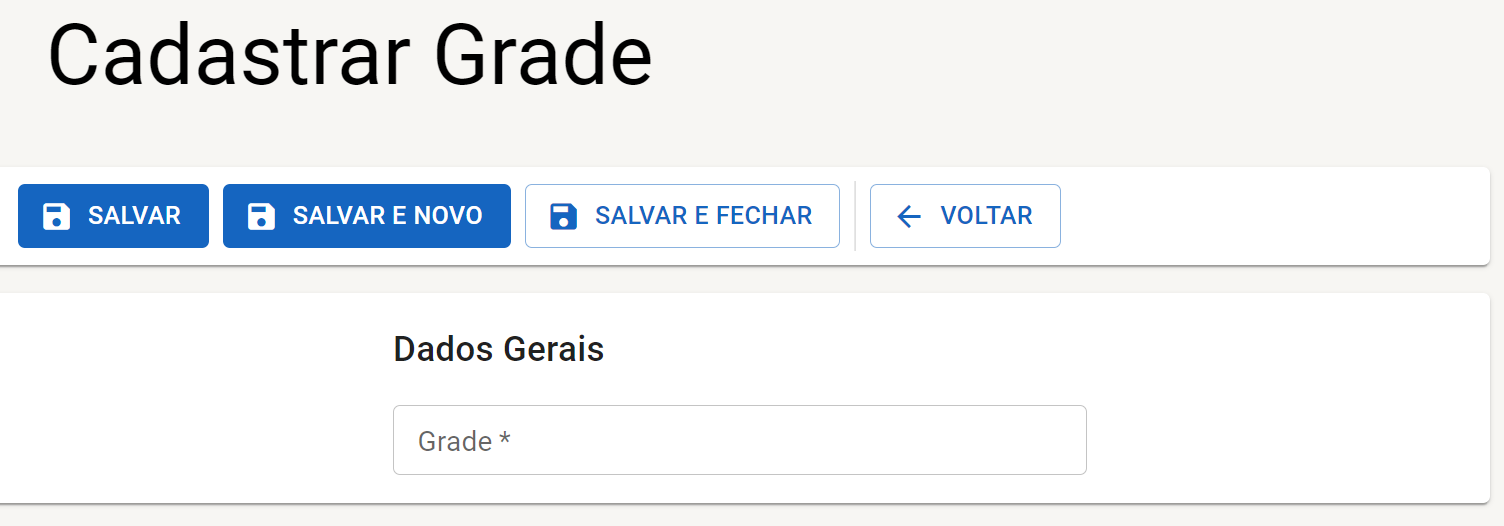 Cadastrar Grade
SALVAR SALVAR E NOVO SALVAR E FECHAR VOLTAR
Dados Gerais
Grade *